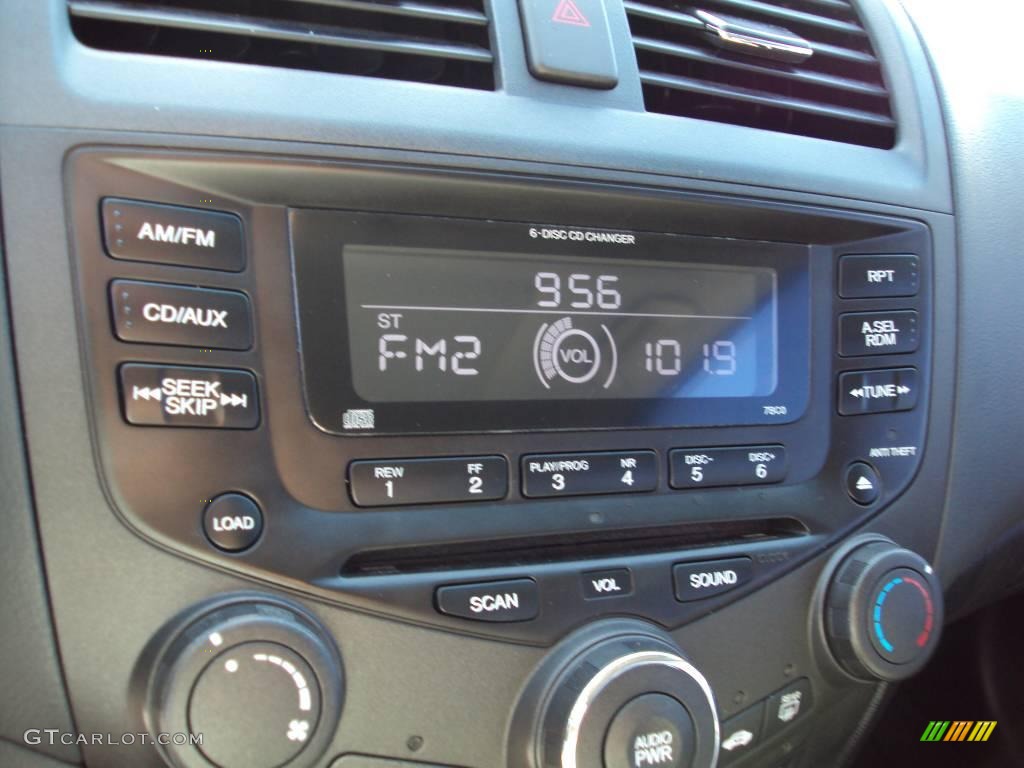 6-DISC CD CHANGER
AM/FM
CD/AUX
SEEK
SKIP
956
ST
FM2
VOL
101.9
7BC0
RPT
A.SEL
RDM
TUNE
ANTI THEFT
REW
1
FF
2
PLAY/PROG
3
NR
4
DISC-
5
DISC+
6
LOAD
SCAN
VOL
SOUND
CLOCK
AUDIO
PWR
REAR
GTCARLOT.COM